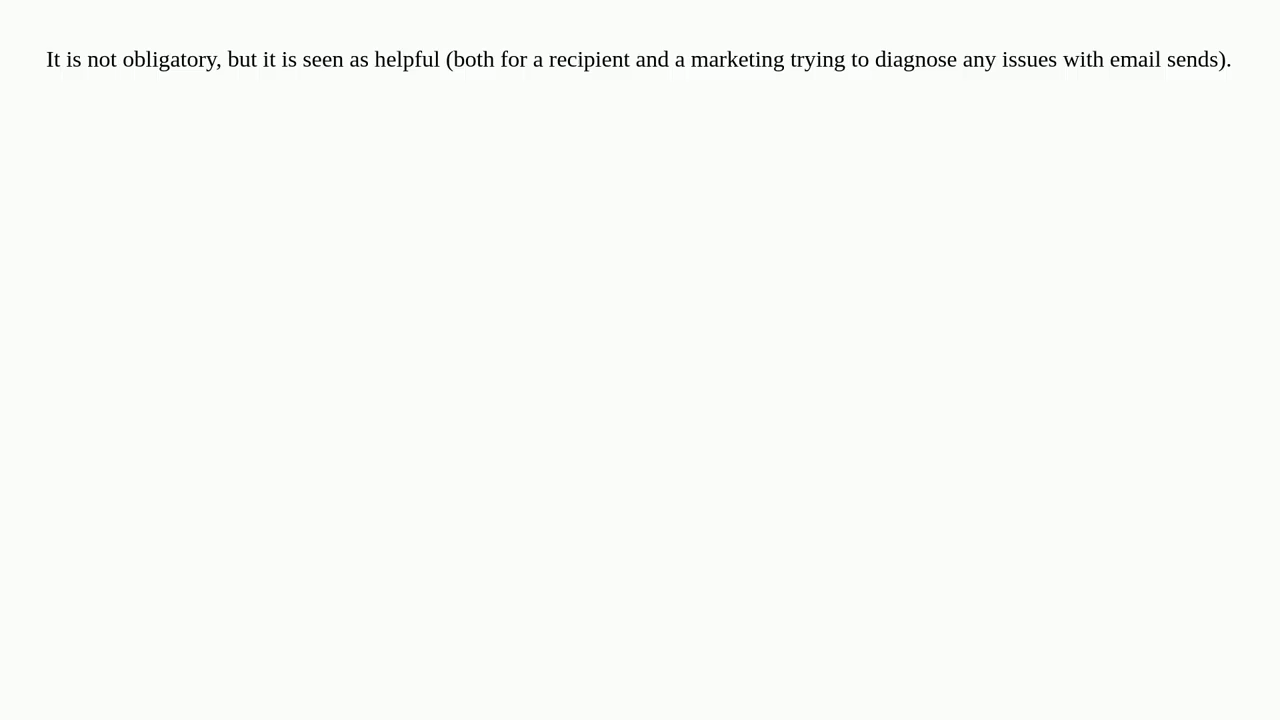 It is not obligatory, but it is seen as helpful (both for a recipient and a marketing trying to diagnose any issues with email sends).